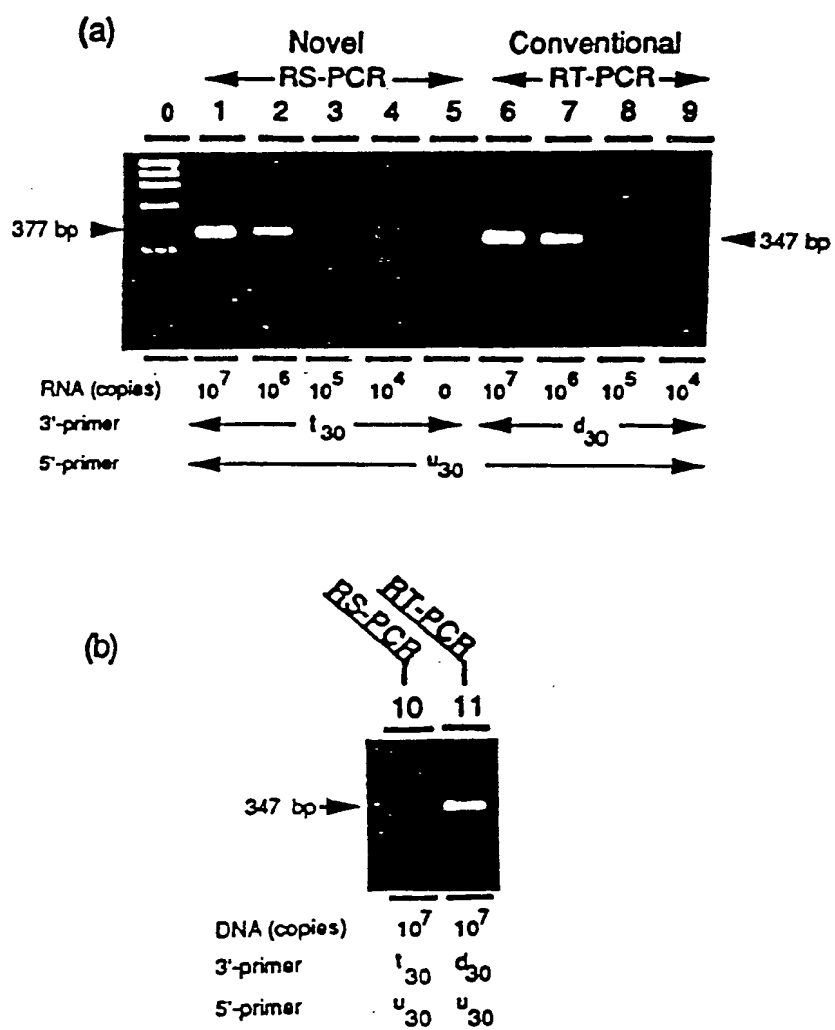 (a)
Novel Conventional
RS-PCR RT-PCR
0 1 2 3 4 5 6 7 8 9
377 bp 347 bp
RNA (copies) 10^7 10^6 10^5 10^4 0 10^7 10^6 10^5 10^4
3'-primer t30 d30
5'-primer u30
RS-PCR RT-PCR
(b)
10 11
347 bp
DNA (copies) 10^7 10^7
3'-primer t30 d30
5'-primer u30 u30